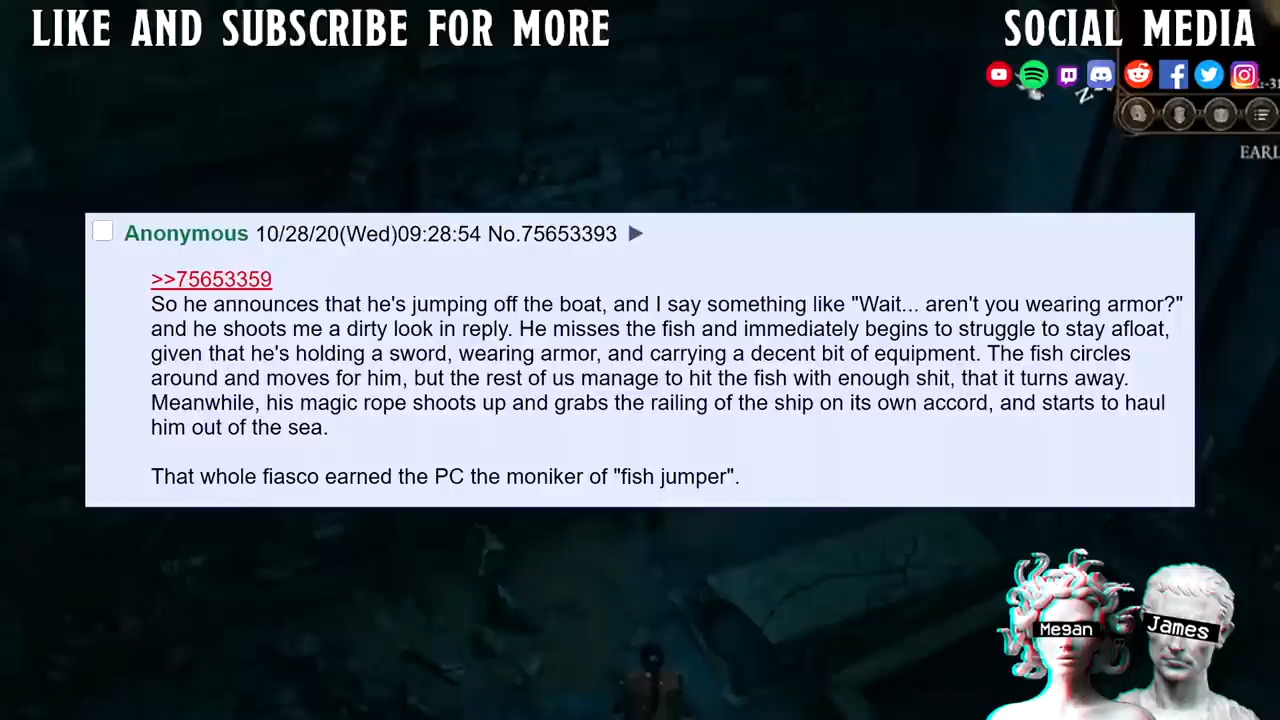 LIKE AND SUBSCRIBE FOR MORE
SOCIAL MEDIA
EARL
Anonymous 10/28/20(Wed)09:28:54 No.75653393
>>75653359
So he announces that he's jumping off the boat, and I say something like "Wait... aren't you wearing armor?"
and he shoots me a dirty look in reply. He misses the fish and immediately begins to struggle to stay afloat,
given that he's holding a sword, wearing armor, and carrying a decent bit of equipment. The fish circles
around and moves for him, but the rest of us manage to hit the fish with enough shit, that it turns away.
Meanwhile, his magic rope shoots up and grabs the railing of the ship on its own accord, and starts to haul
him out of the sea.
That whole fiasco earned the PC the moniker of "fish jumper".
Megan
James